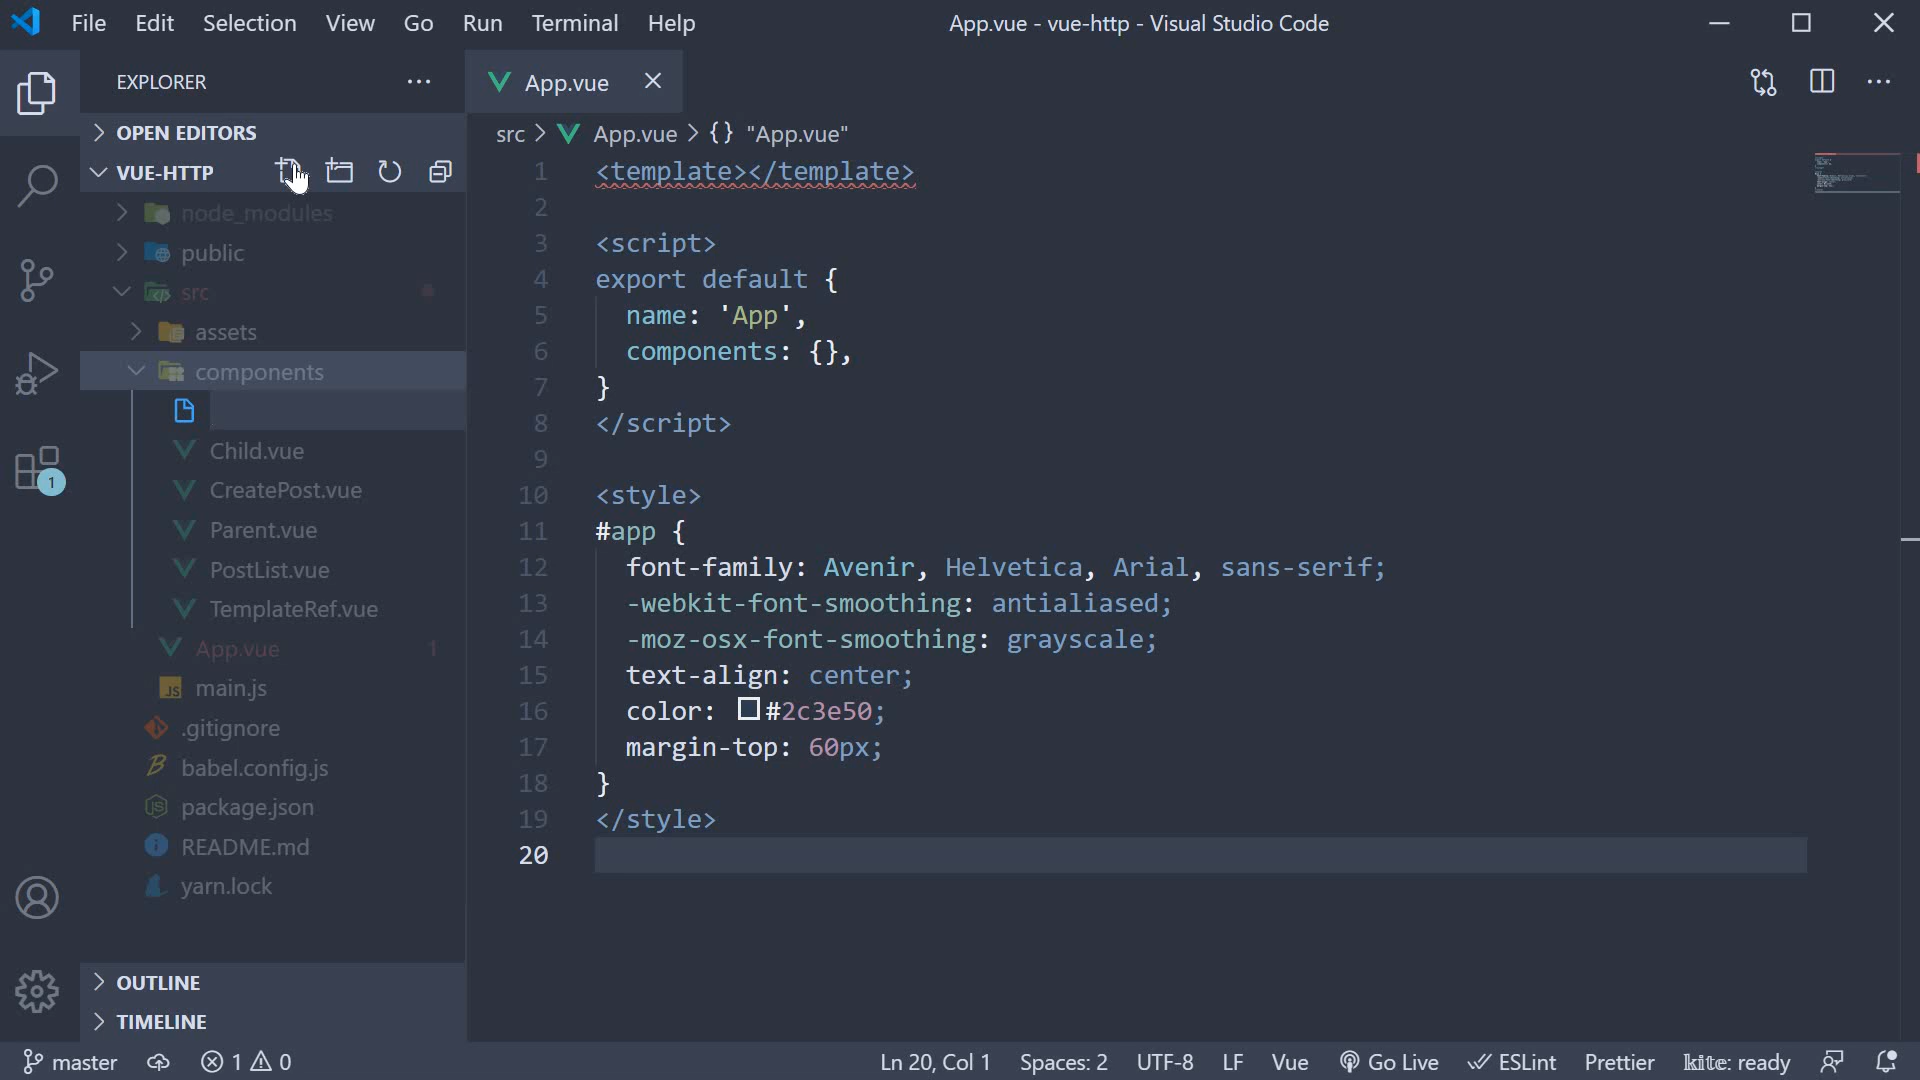 File Edit Selection View Go Run Terminal Help
App.vue - vue-http - Visual Studio Code
EXPLORER
OPEN EDITORS
VUE-HTTP
node_modules
public
src
assets
components
Child.vue
CreatePost.vue
Parent.vue
PostList.vue
TemplateRef.vue
App.vue 1
main.js
.gitignore
babel.config.js
package.json
README.md
yarn.lock
OUTLINE
TIMELINE
1
App.vue
src > App.vue > {} "App.vue"
1 <template></template>
2
3 <script>
4 export default {
5 name: 'App',
6 components: {},
7 }
8 </script>
9
10 <style>
11 #app {
12 font-family: Avenir, Helvetica, Arial, sans-serif;
13 -webkit-font-smoothing: antialiased;
14 -moz-osx-font-smoothing: grayscale;
15 text-align: center;
16 color: #2c3e50;
17 margin-top: 60px;
18 }
19 </style>
20
master 1 0 Ln 20, Col 1 Spaces: 2 UTF-8 LF Vue Go Live ESLint Prettier kite: ready